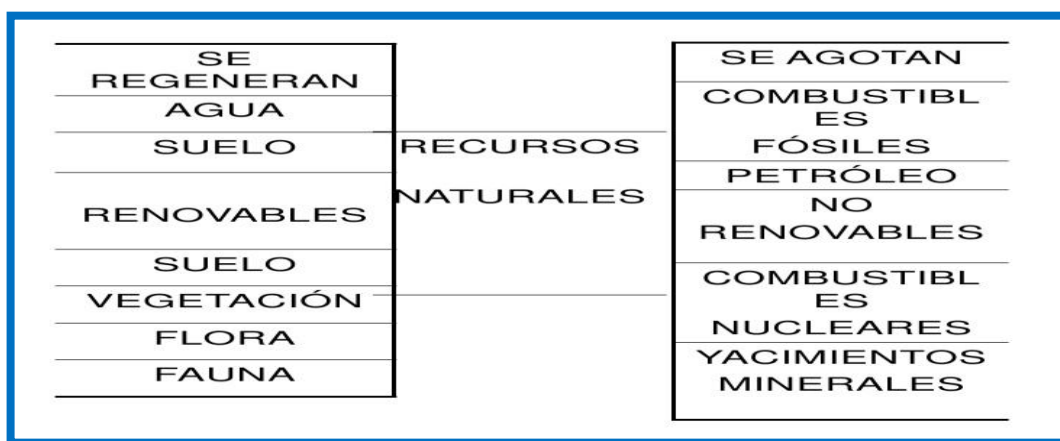 SE
REGENERAN
AGUA
SUELO
RENOVABLES
SUELO
VEGETACIÓN
FLORA
FAUNA
RECURSOS
NATURALES
SE AGOTAN
COMBUSTIBL
ES
FÓSILES
PETRÓLEO
NO
RENOVABLES
COMBUSTIBL
ES
NUCLEARES
YACIMIENTOS
MINERALES